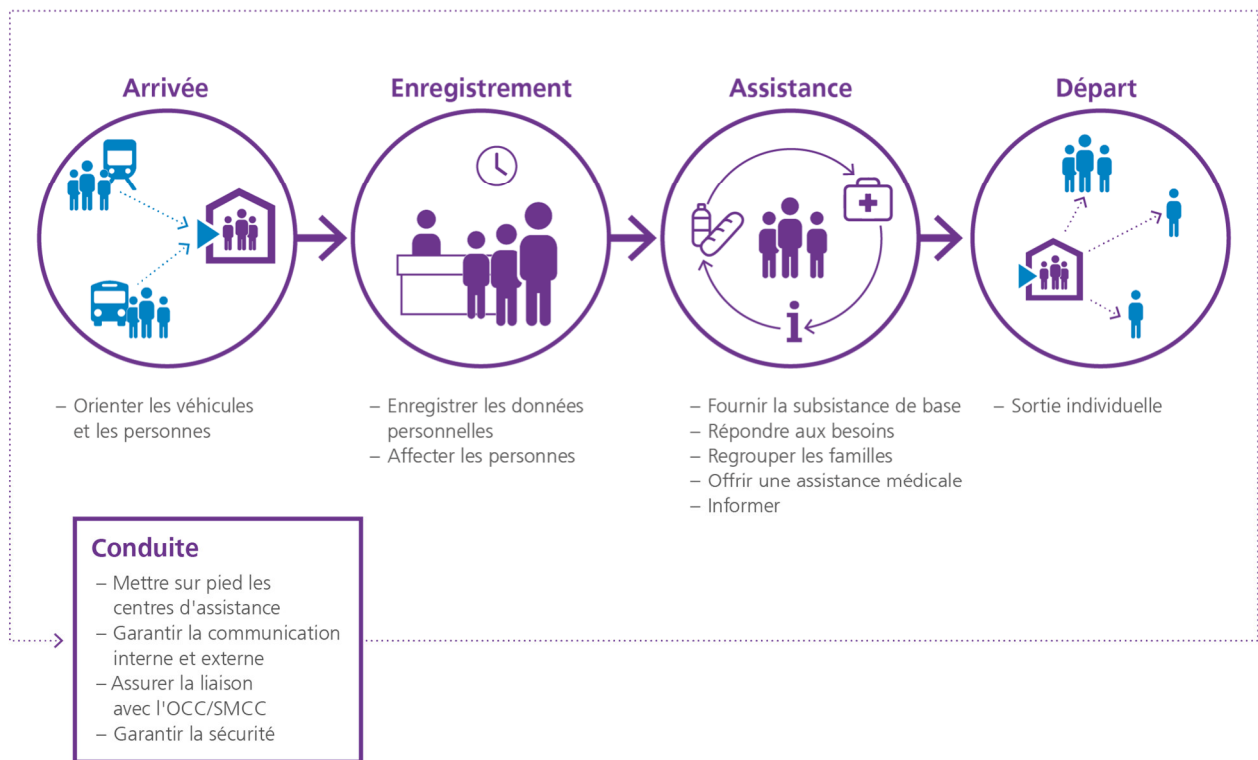 Arrivée
Enregistrement
Assistance
Départ
– Orienter les véhicules
et les personnes
– Enregistrer les données
personnelles
– Affecter les personnes
– Fournir la subsistance de base
– Répondre aux besoins
– Regrouper les familles
– Offrir une assistance médicale
– Informer
– Sortie individuelle
Conduite
– Mettre sur pied les
centres d'assistance
– Garantir la communication
interne et externe
– Assurer la liaison
avec l'OCC/SMCC
– Garantir la sécurité